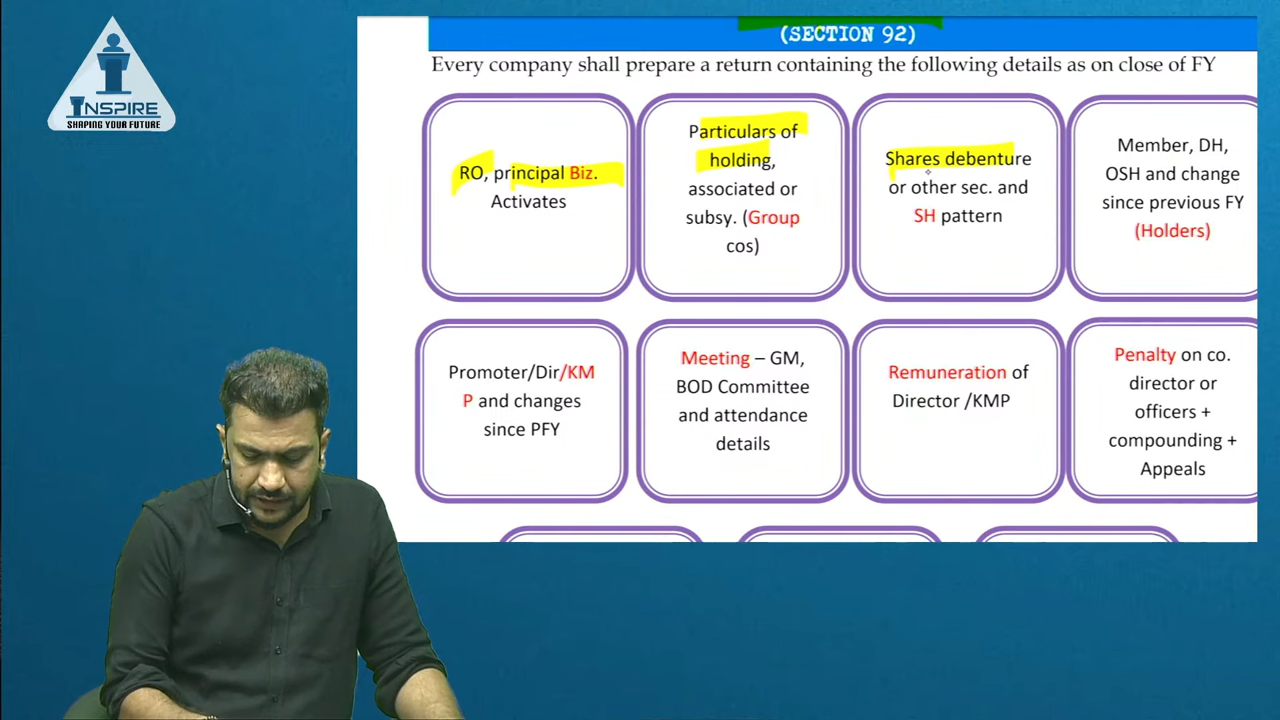 INSPIRE
SHAPING YOUR FUTURE
(SECTION 92)
Every company shall prepare a return containing the following details as on close of FY
RO, principal Biz.
Activates
Particulars of
holding,
associated or
subsy. (Group
cos)
Shares debenture
or other sec. and
SH pattern
Member, DH,
OSH and change
since previous FY
(Holders)
Promoter/Dir/KM
P and changes
since PFY
Meeting – GM,
BOD Committee
and attendance
details
Remuneration of
Director /KMP
Penalty on co.
director or
officers +
compounding +
Appeals